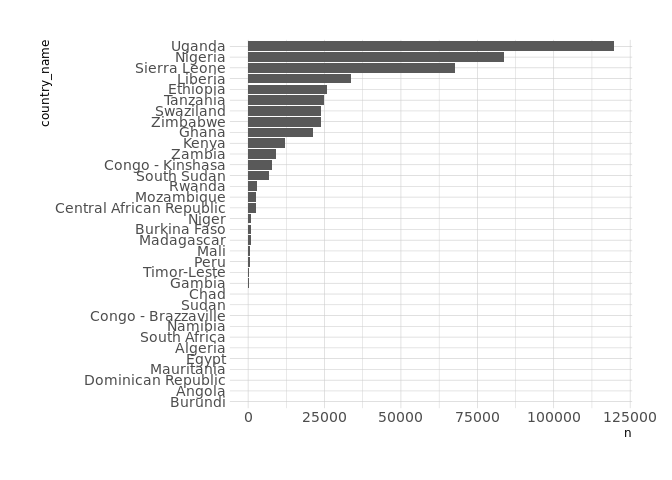 country_name
Uganda
Nigeria
Sierra Leone
Liberia
Ethiopia
Tanzania
Swaziland
Zimbabwe
Ghana
Kenya
Zambia
Congo - Kinshasa
South Sudan
Rwanda
Mozambique
Central African Republic
Niger
Burkina Faso
Madagascar
Mali
Peru
Timor-Leste
Gambia
Chad
Sudan
Congo - Brazzaville
Namibia
South Africa
Algeria
Egypt
Mauritania
Dominican Republic
Angola
Burundi
0 25000 50000 75000 100000 125000
n